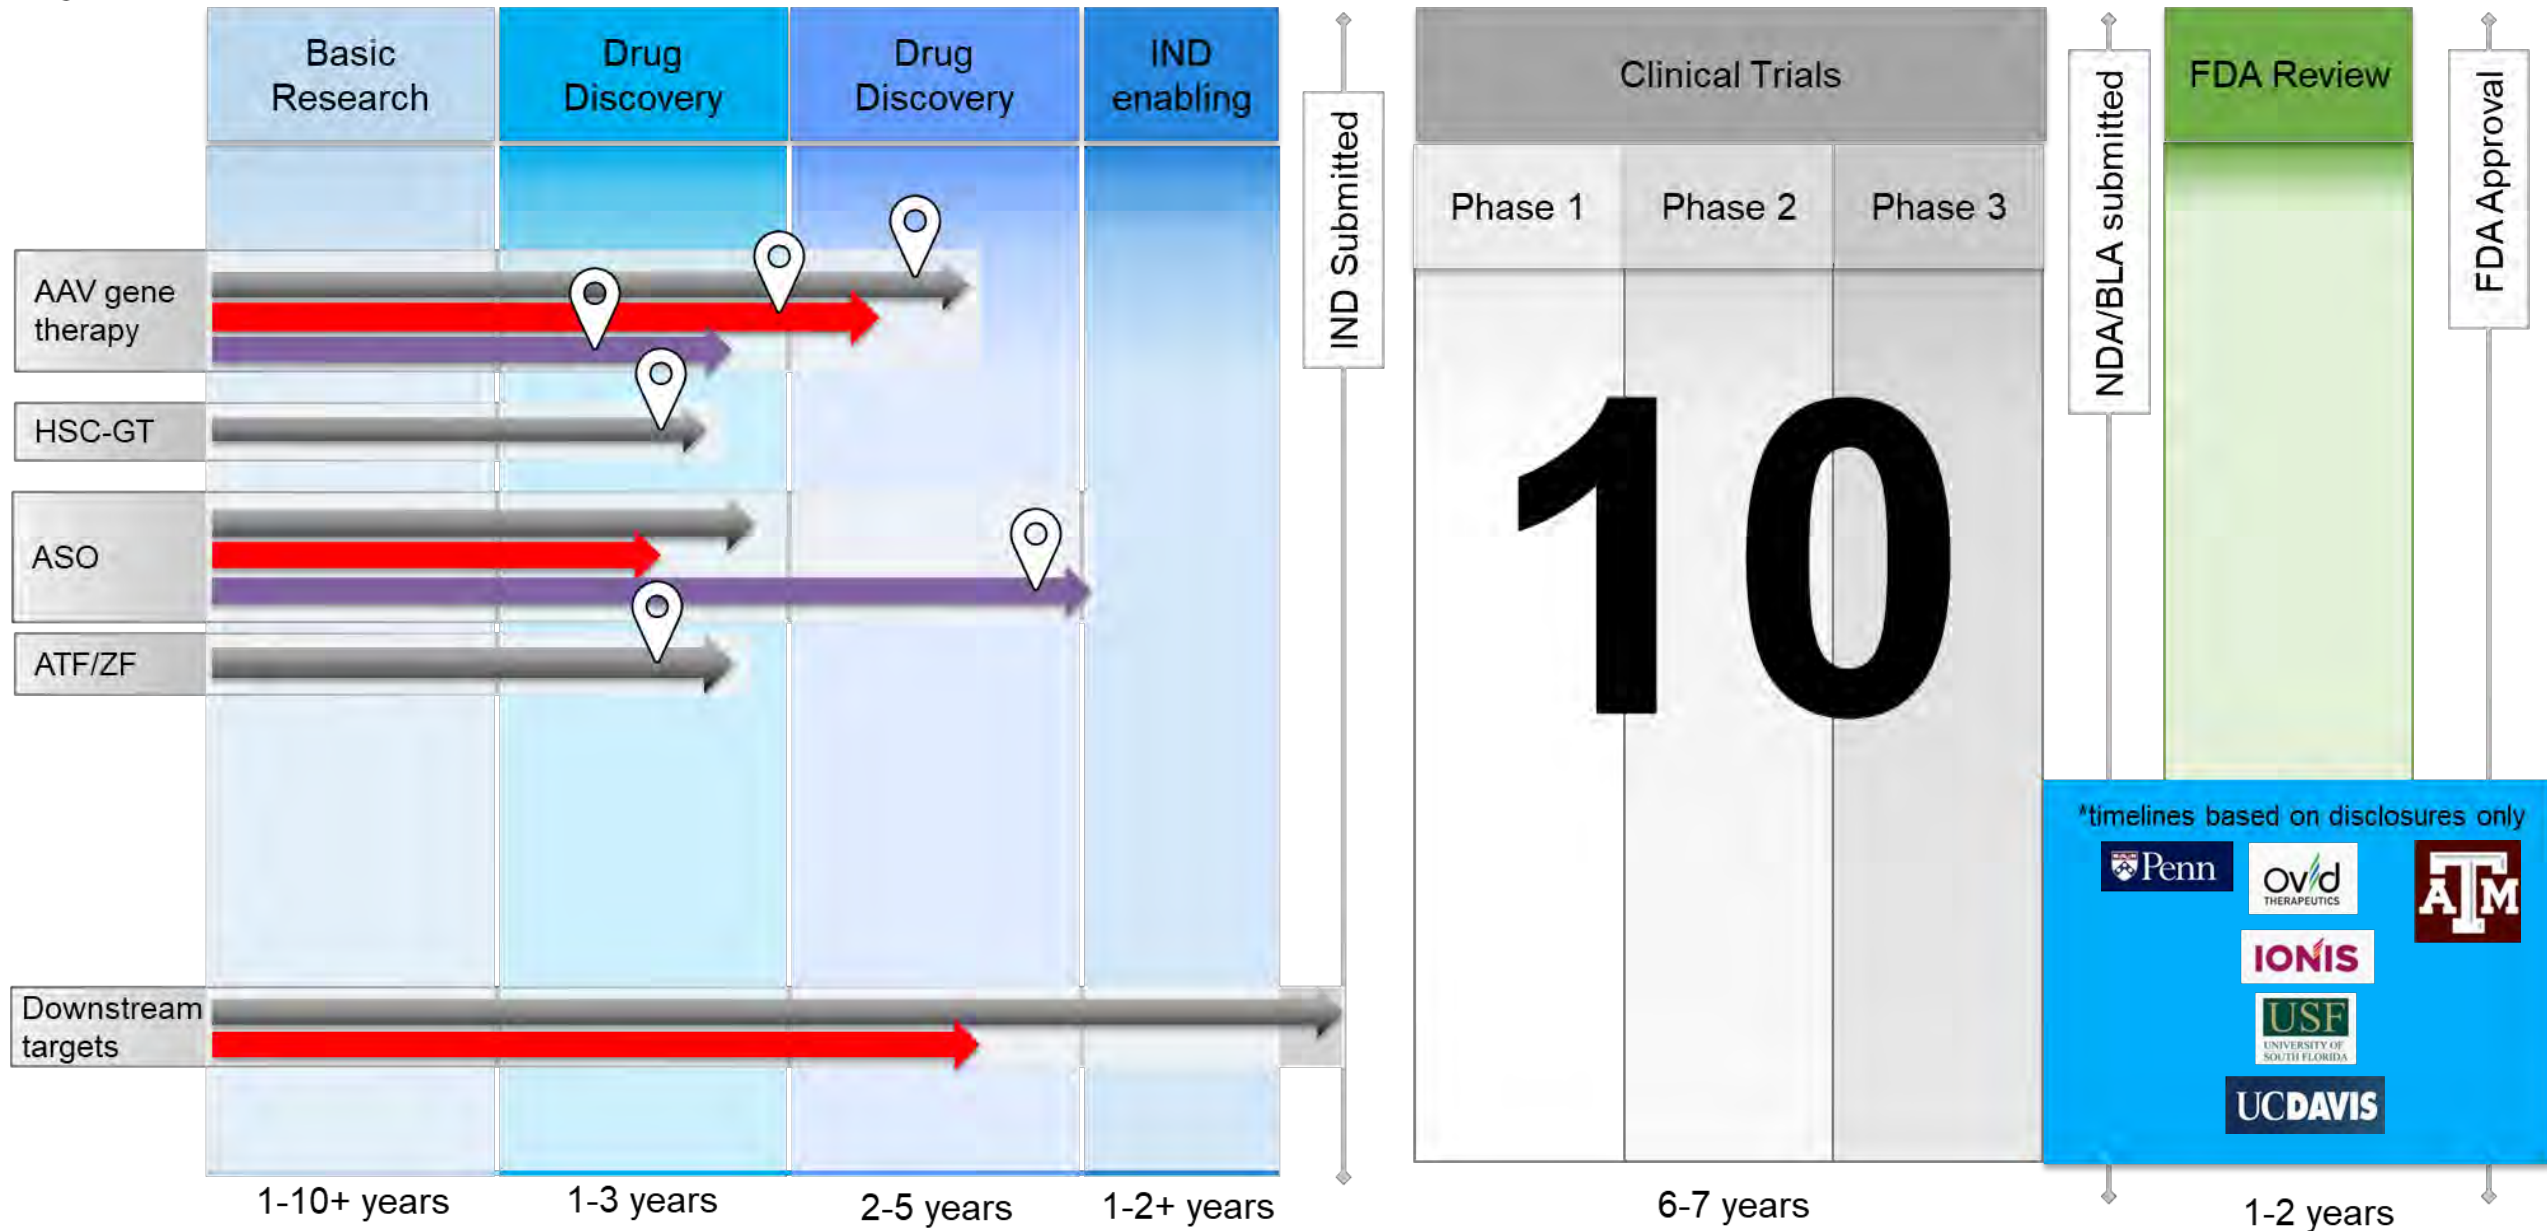 Basic
Research
Drug
Discovery
Drug
Discovery
IND
enabling
IND Submitted
Clinical Trials
Phase 1
Phase 2
Phase 3
NDA/BLA submitted
FDA Review
FDA Approval
AAV gene
therapy
HSC-GT
ASO
ATF/ZF
Downstream
targets
10
*timelines based on disclosures only
Penn
ovid
THERAPEUTICS
ATM
IONIS
USF
UNIVERSITY OF
SOUTH FLORIDA
UCDAVIS
1-10+ years
1-3 years
2-5 years
1-2+ years
6-7 years
1-2 years